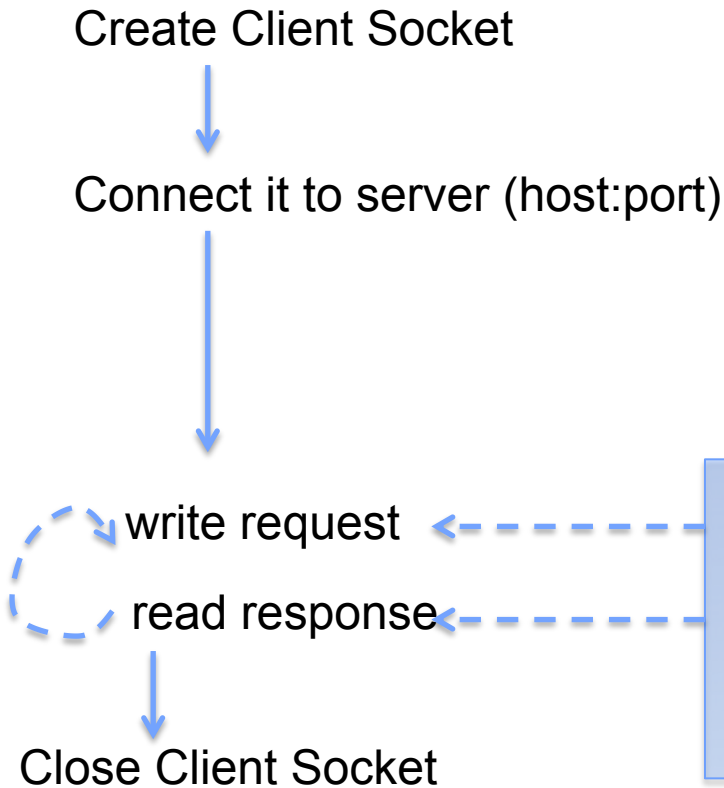 Create Client Socket
Connect it to server (host:port)
write request
read response
Close Client Socket